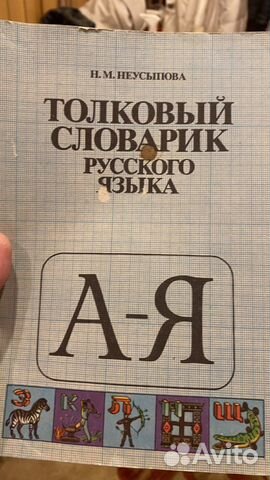 Н. М. НЕУСЫПОВА
ТОЛКОВЫЙ
СЛОВАРИК
РУССКОГО
ЯЗЫКА
А-Я
З К Л Н Щ
Avito